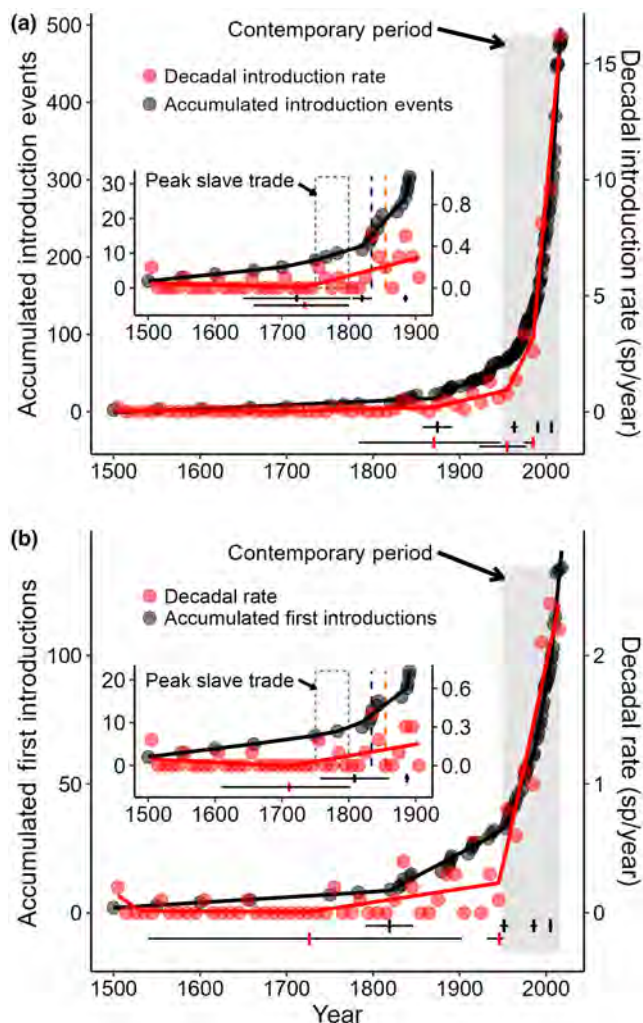 (a)
Contemporary period
Decadal introduction rate
Accumulated introduction events
Peak slave trade
30
20
10
0
0.8
0.4
0.0
1500 1600 1700 1800 1900
500
400
300
200
100
0
15
10
5
0
1500 1600 1700 1800 1900 2000
Accumulated introduction events
Decadal introduction rate
(sp/year)
(b)
Contemporary period
Decadal rate
Accumulated first introductions
Peak slave trade
20
10
0
0.6
0.3
0.0
1500 1600 1700 1800 1900
100
50
0
2
1
0
1500 1600 1700 1800 1900 2000
Accumulated first introductions
Decadal rate
(sp/year)
Year